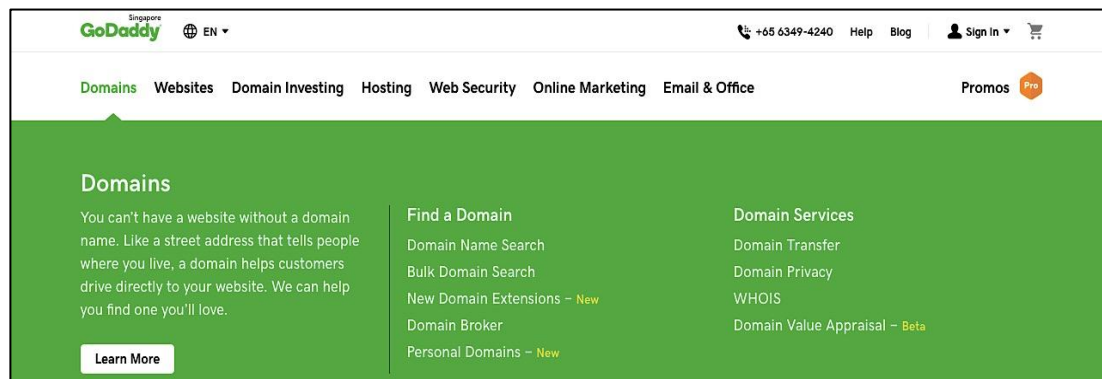 Singapore
GoDaddy EN
+65 6349-4240 Help Blog Sign In
Domains Websites Domain Investing Hosting Web Security Online Marketing Email & Office
Promos Pro
Domains
You can't have a website without a domain
name. Like a street address that tells people
where you live, a domain helps customers
drive directly to your website. We can help
you find one you'll love.
Learn More
Find a Domain
Domain Name Search
Bulk Domain Search
New Domain Extensions – New
Domain Broker
Personal Domains – New
Domain Services
Domain Transfer
Domain Privacy
WHOIS
Domain Value Appraisal – Beta